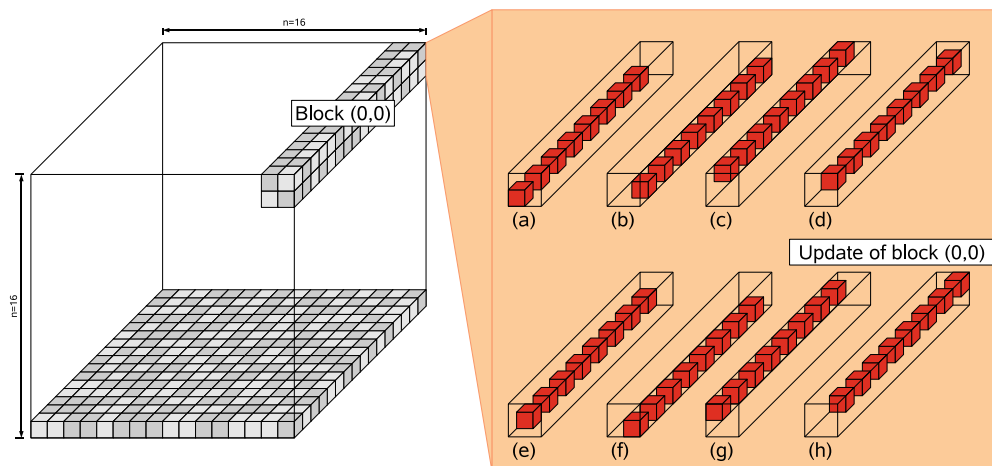 n=16
n=16
Block (0,0)
(a) (b) (c) (d)
Update of block (0,0)
(e) (f) (g) (h)